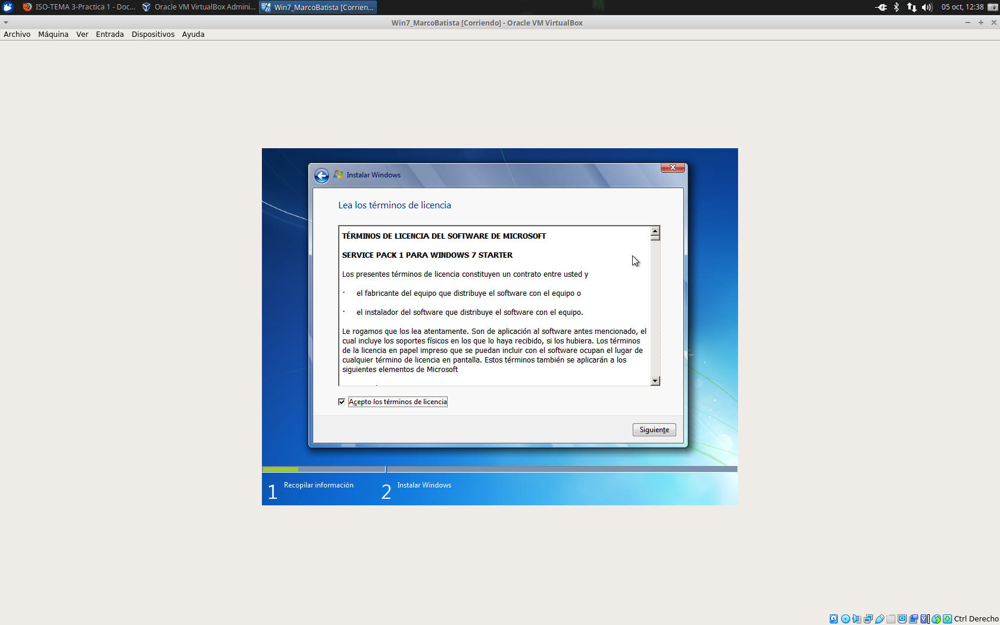 ISO-TEMA 3-Practica 1 - Doc... Oracle VM VirtualBox Admini... Win7_MarcoBatista [Corrien... 05 oct, 12:38
Win7_MarcoBatista [Corriendo] - Oracle VM VirtualBox
Archivo Máquina Ver Entrada Dispositivos Ayuda
Instalar Windows
Lea los términos de licencia
TÉRMINOS DE LICENCIA DEL SOFTWARE DE MICROSOFT
SERVICE PACK 1 PARA WINDOWS 7 STARTER
Los presentes términos de licencia constituyen un contrato entre usted y
· el fabricante del equipo que distribuye el software con el equipo o
· el instalador del software que distribuye el software con el equipo.
Le rogamos que los lea atentamente. Son de aplicación al software antes mencionado, el
cual incluye los soportes físicos en los que lo haya recibido, si los hubiera. Los términos
de la licencia en papel impreso que se puedan incluir con el software ocupan el lugar de
cualquier término de licencia en pantalla. Estos términos también se aplicarán a los
siguientes elementos de Microsoft
Acepto los términos de licencia
Siguiente
1 Recopilar información 2 Instalar Windows
Ctrl Derecho